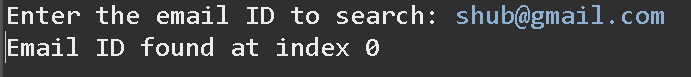 Enter the email ID to search: shub@gmail.com
Email ID found at index 0